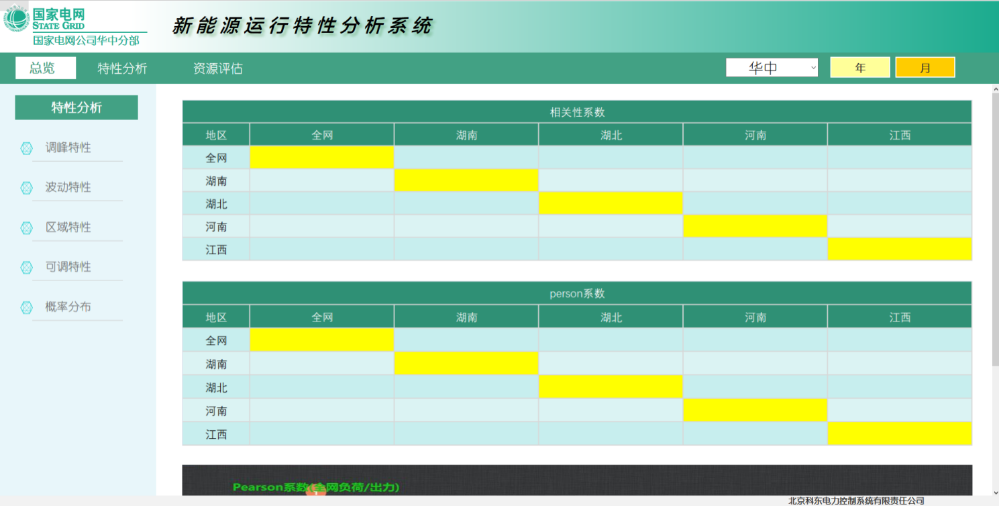 国家电网
STATE GRID
国家电网公司华中分部
新能源运行特性分析系统
总览 特性分析 资源评估 华中 年 月
特性分析
调峰特性
波动特性
区域特性
可调特性
概率分布
相关性系数
地区 全网 湖南 湖北 河南 江西
全网
湖南
湖北
河南
江西
person系数
地区 全网 湖南 湖北 河南 江西
全网
湖南
湖北
河南
江西
Pearson系数(全网负荷/出力)
北京科东电力控制系统有限责任公司